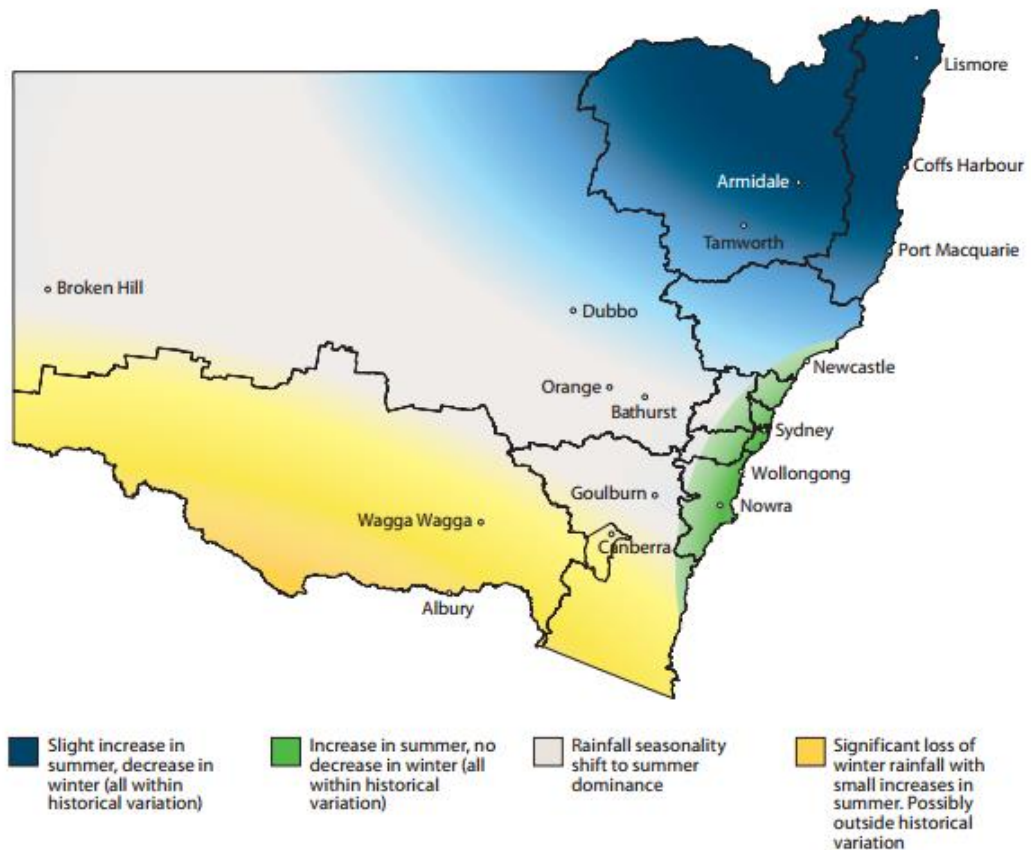 Lismore
Coffs Harbour
Armidale
Tamworth
Port Macquarie
Broken Hill
Dubbo
Newcastle
Orange
Bathurst
Sydney
Wollongong
Goulburn
Nowra
Wagga Wagga
Canberra
Albury
Slight increase in
summer, decrease in
winter (all within
historical variation)
Increase in summer, no
decrease in winter (all
within historical
variation)
Rainfall seasonality
shift to summer
dominance
Significant loss of
winter rainfall with
small increases in
summer. Possibly
outside historical
variation